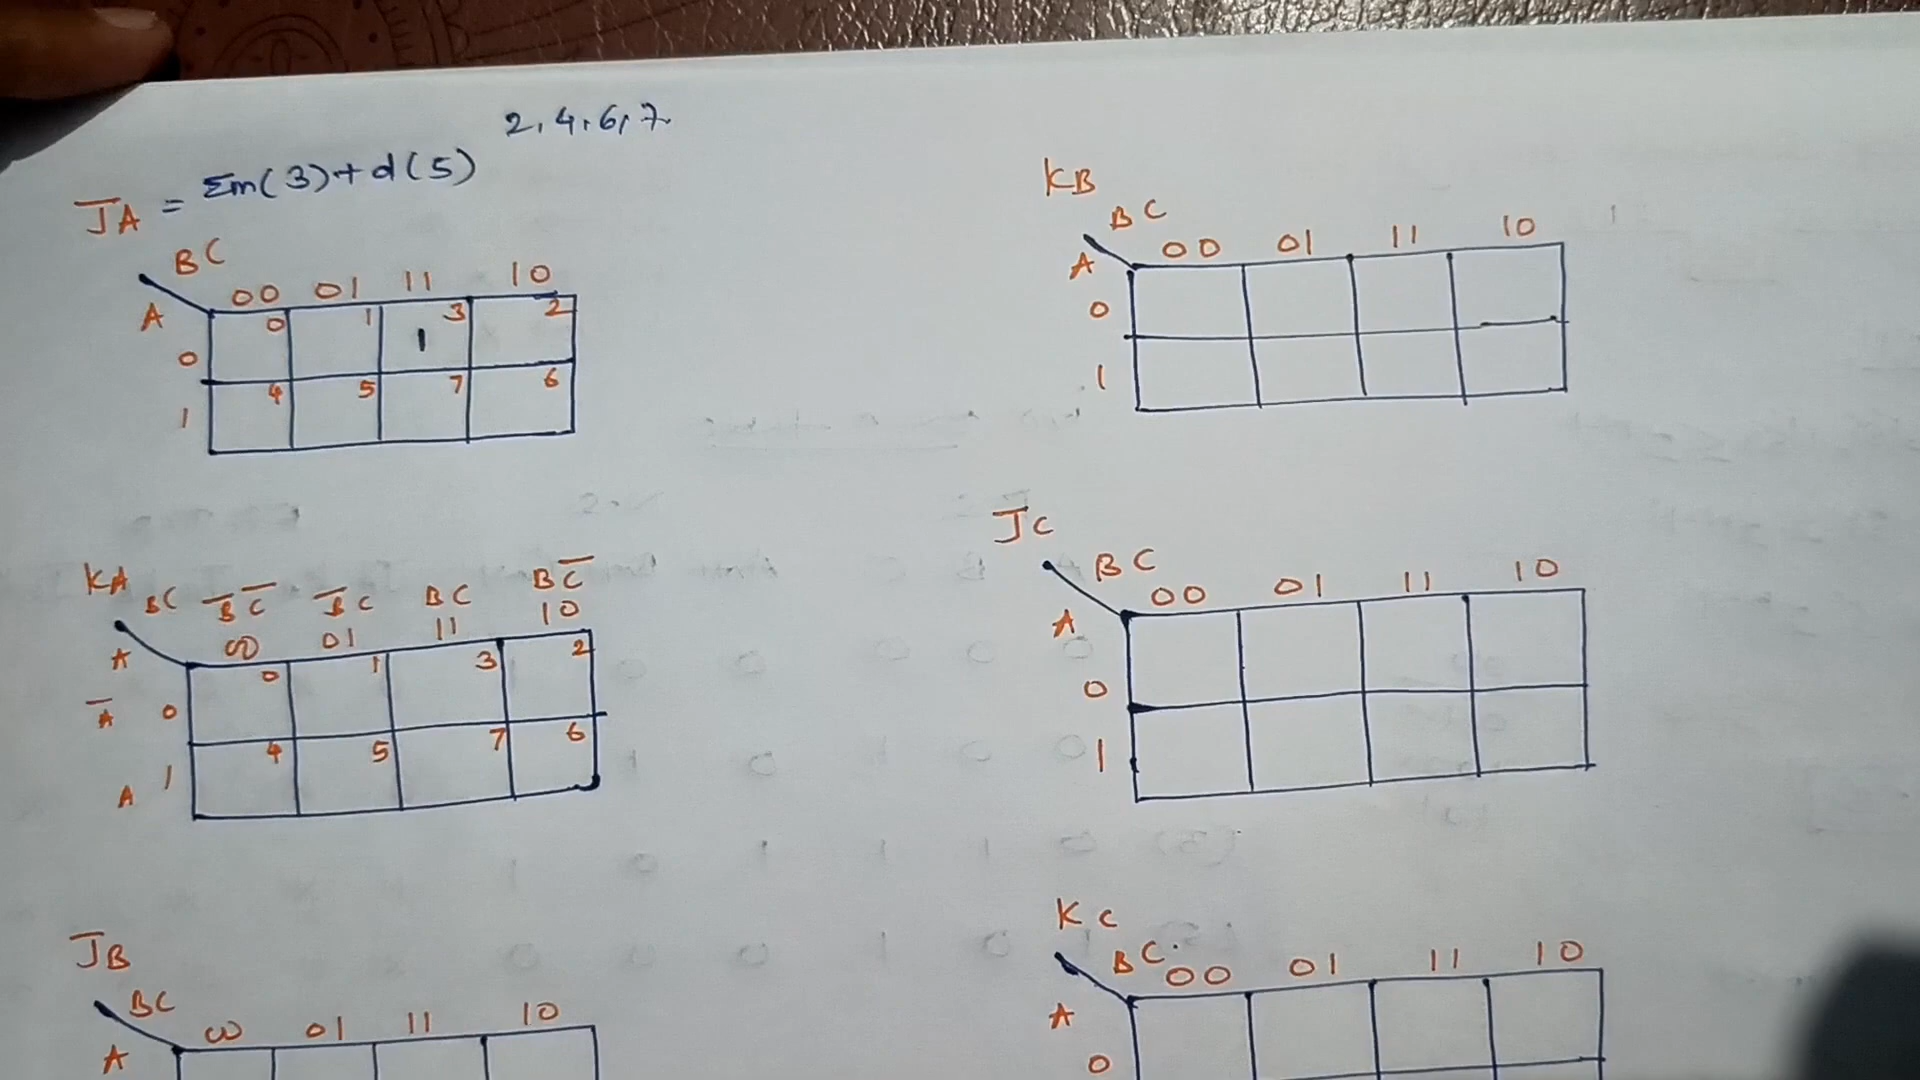 2, 4, 6, 7
JA = Σm(3)+d(5)
BC
00 01 11 10
A
0 1 3 2
0 1
4 5 7 6
1
KB
BC
00 01 11 10
A
0
1
KA
BC B̅C̅ B̅C BC BC̅
00 01 11 10
A
0 1 3 2
A̅ 0
4 5 7 6
A 1
JC
BC
00 01 11 10
A
0
1
JB
BC
00 01 11 10
A
KC
BC
00 01 11 10
A
0